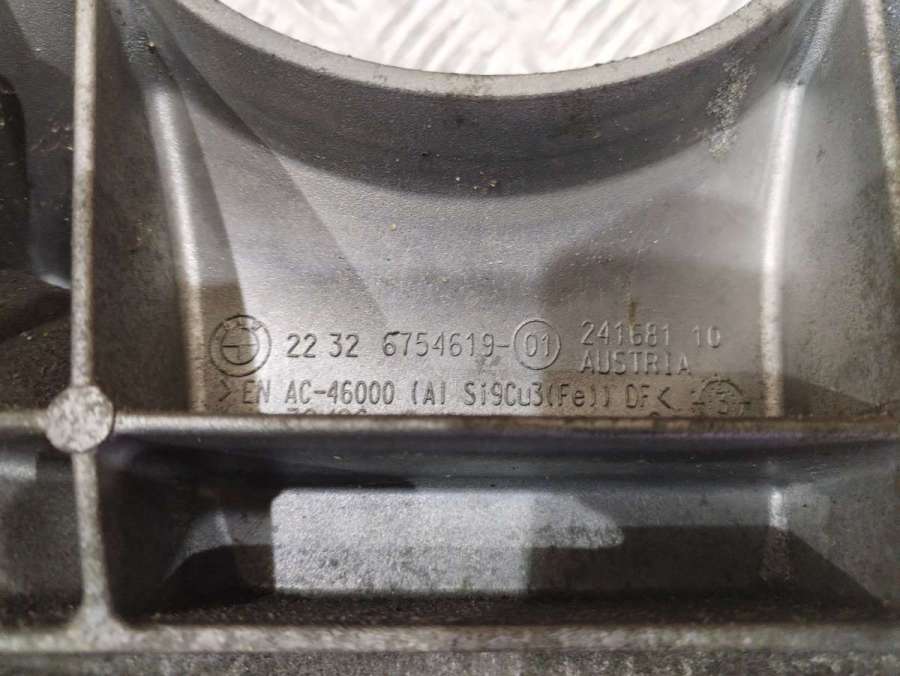 22 32 6754619-01 241681 10
AUSTRIA
>EN AC-46000 (Al Si9Cu3(Fe)) DF<